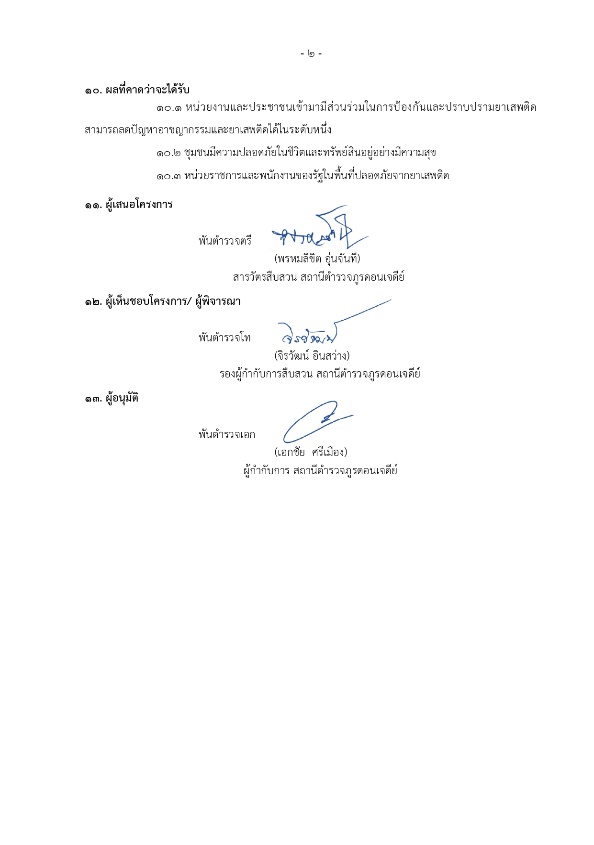 - ๒ -
๑๐. ผลที่คาดว่าจะได้รับ
๑๐.๑ หน่วยงานและประชาชนเข้ามามีส่วนร่วมในการป้องกันและปราบปรามยาเสพติด
สามารถลดปัญหาอาชญากรรมและยาเสพติดได้ในระดับหนึ่ง
๑๐.๒ ชุมชนมีความปลอดภัยในชีวิตและทรัพย์สินอยู่อย่างมีความสุข
๑๐.๓ หน่วยราชการและพนักงานของรัฐในพื้นที่ปลอดภัยจากยาเสพติด
๑๑. ผู้เสนอโครงการ
พันตำรวจตรี
(พรหมลิขิต อุ่นจันที)
สารวัตรสืบสวน สถานีตำรวจภูธรดอนเจดีย์
๑๒. ผู้เห็นชอบโครงการ/ ผู้พิจารณา
พันตำรวจโท จิรวัฒน์
(จิรวัฒน์ อินสว่าง)
รองผู้กำกับการสืบสวน สถานีตำรวจภูธรดอนเจดีย์
๑๓. ผู้อนุมัติ
พันตำรวจเอก
(เอกชัย ศรีเมือง)
ผู้กำกับการ สถานีตำรวจภูธรดอนเจดีย์